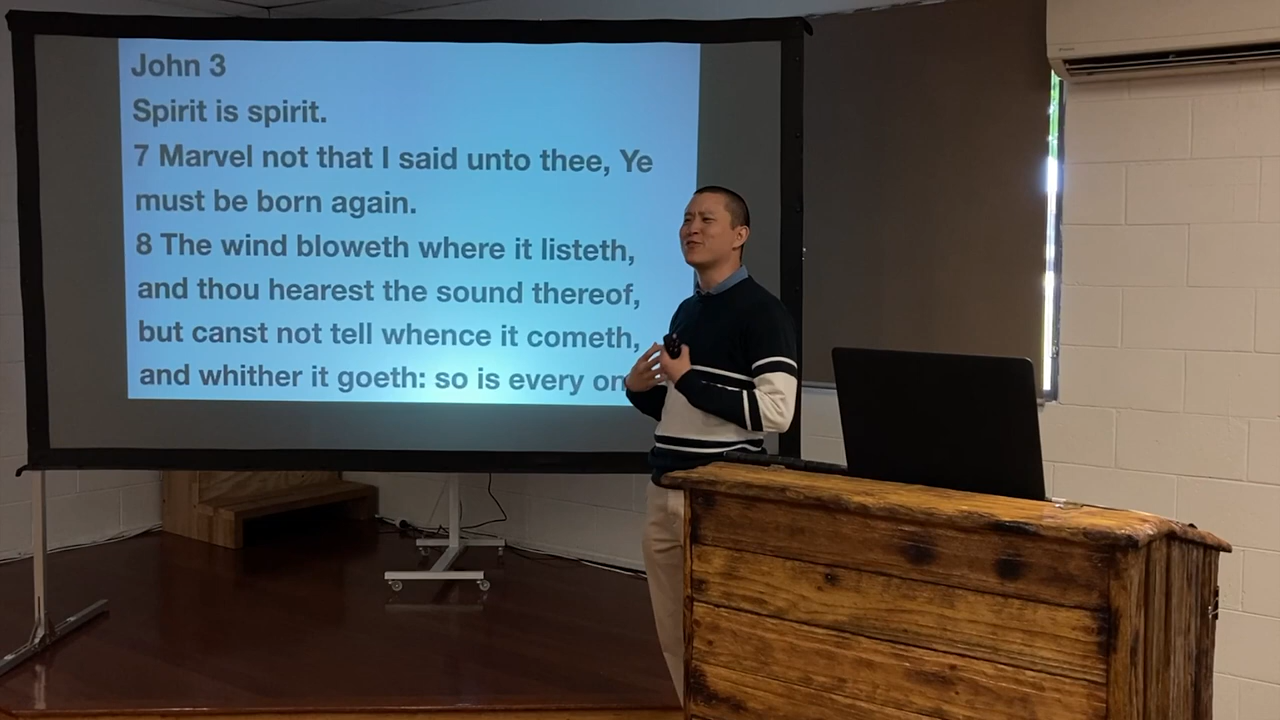 John 3
Spirit is spirit.
7 Marvel not that I said unto thee, Ye
must be born again.
8 The wind bloweth where it listeth,
and thou hearest the sound thereof,
but canst not tell whence it cometh,
and whither it goeth: so is every